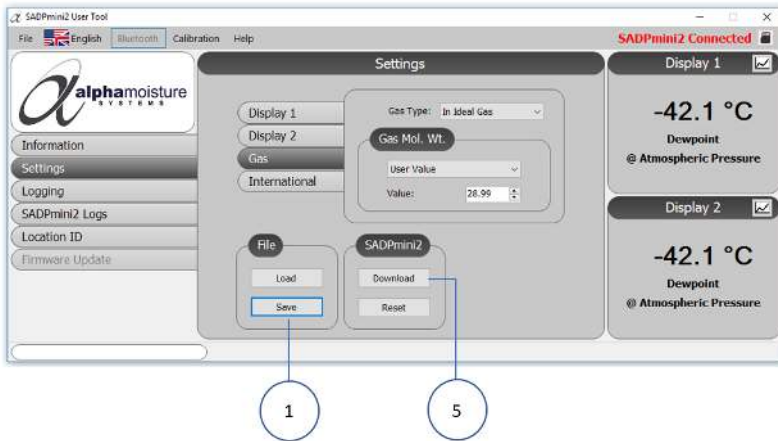 SADPmini2 User Tool
File English Bluetooth Calibration Help
SADPmini2 Connected
alphamoisture
SYSTEMS
Information
Settings
Logging
SADPmini2 Logs
Location ID
Firmware Update
Settings
Display 1
Display 2
Gas
International
Gas Type: In Ideal Gas
Gas Mol. Wt.
User Value
Value: 28.99
File
Load
Save
SADPmini2
Download
Reset
Display 1
-42.1 °C
Dewpoint
@ Atmospheric Pressure
Display 2
-42.1 °C
Dewpoint
@ Atmospheric Pressure
1
5